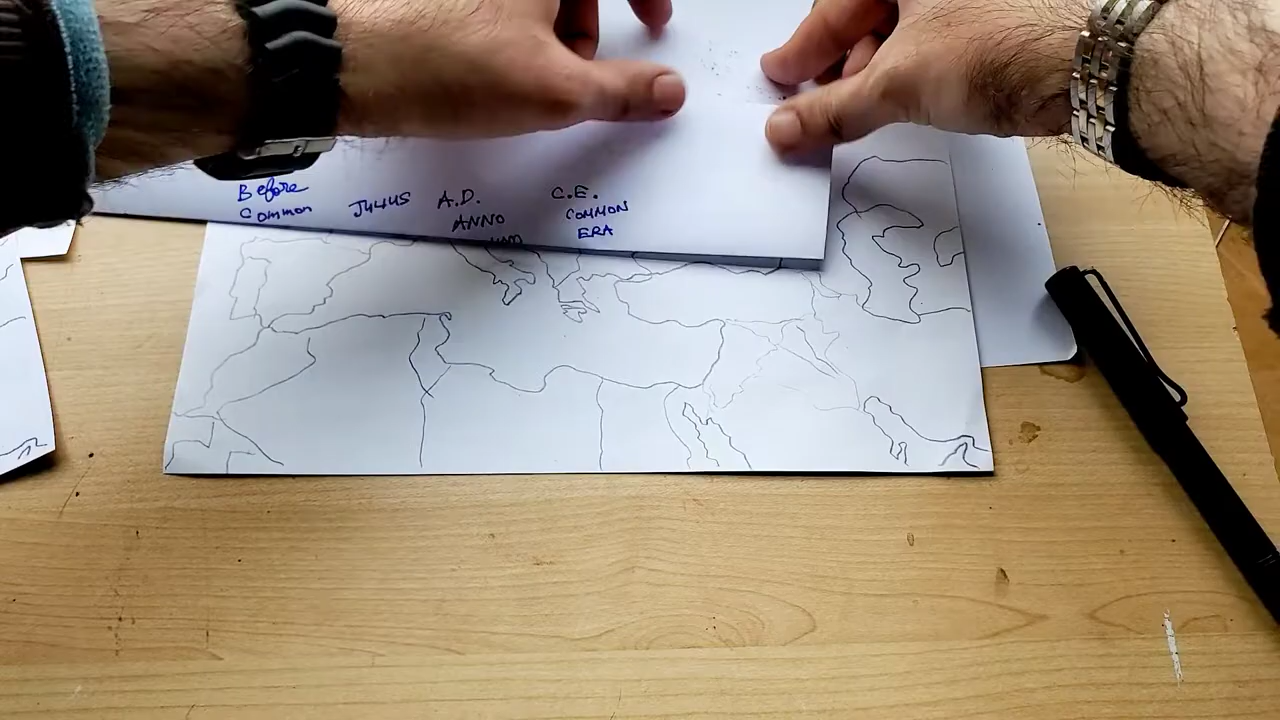 Before
Common
JULIUS
A.D.
ANNO
C.E.
COMMON
ERA